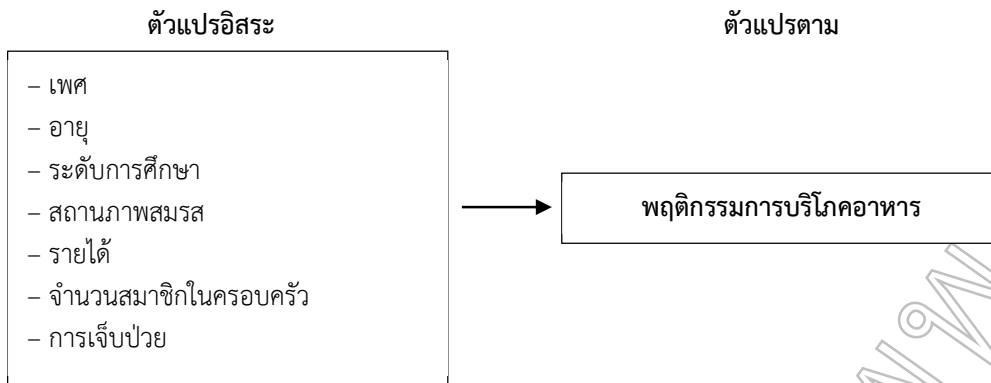 ตัวแปรอิสระ
ตัวแปรตาม
– เพศ
– อายุ
– ระดับการศึกษา
– สถานภาพสมรส
– รายได้
– จำนวนสมาชิกในครอบครัว
– การเจ็บป่วย
พฤติกรรมการบริโภคอาหาร